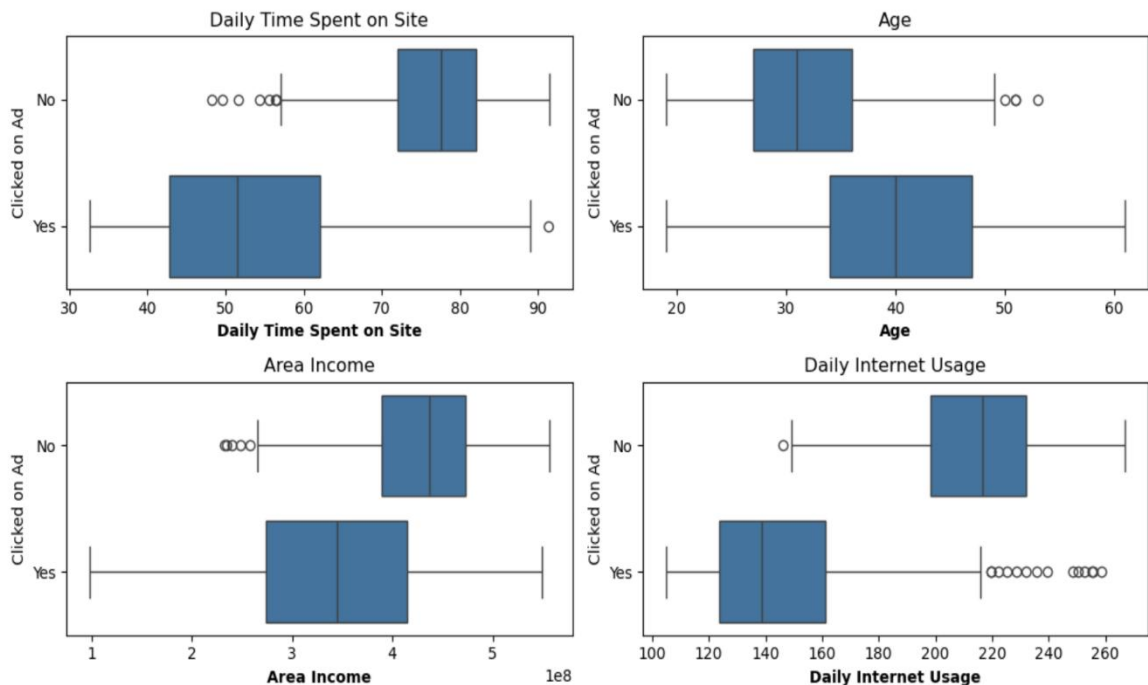 Daily Time Spent on Site
Clicked on Ad
No
Yes
30 40 50 60 70 80 90
Daily Time Spent on Site
Age
Clicked on Ad
No
Yes
20 30 40 50 60
Age
Area Income
Clicked on Ad
No
Yes
1 2 3 4 5
1e8
Area Income
Daily Internet Usage
Clicked on Ad
No
Yes
100 120 140 160 180 200 220 240 260
Daily Internet Usage